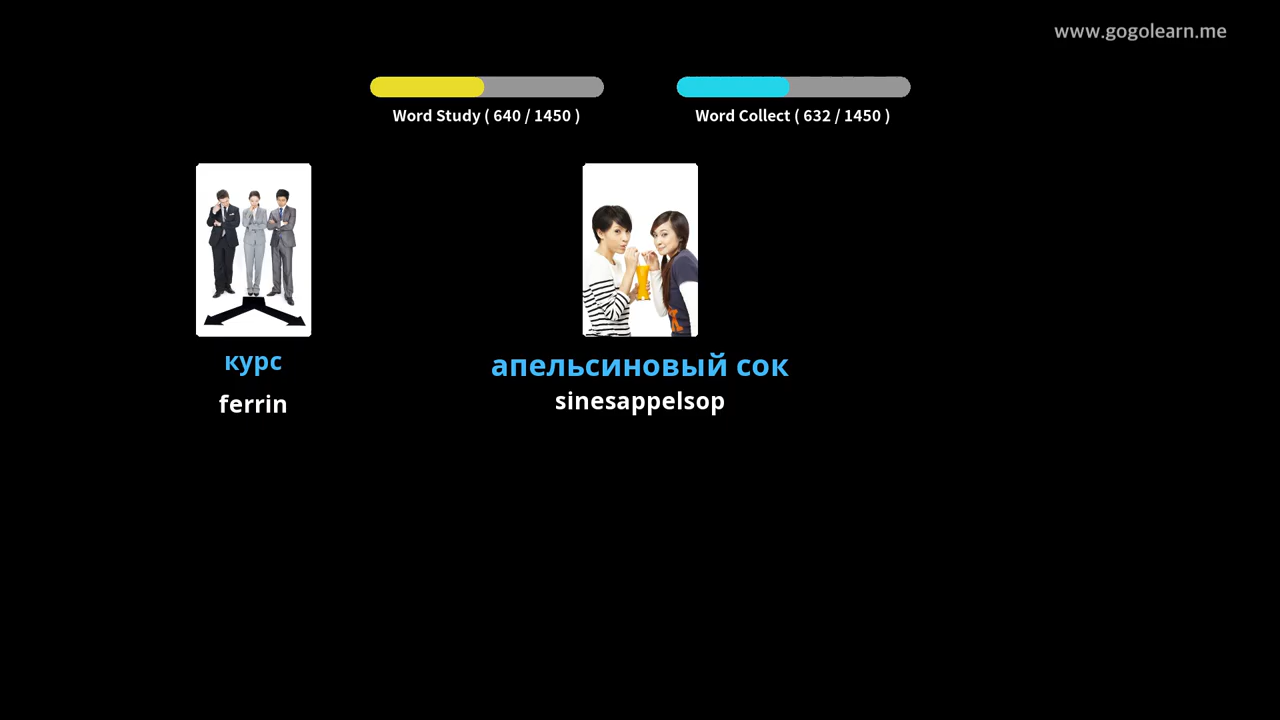 www.gogolearn.me
Word Study ( 640 / 1450 )
Word Collect ( 632 / 1450 )
курс
ferrin
апельсиновый сок
sinesappelsop